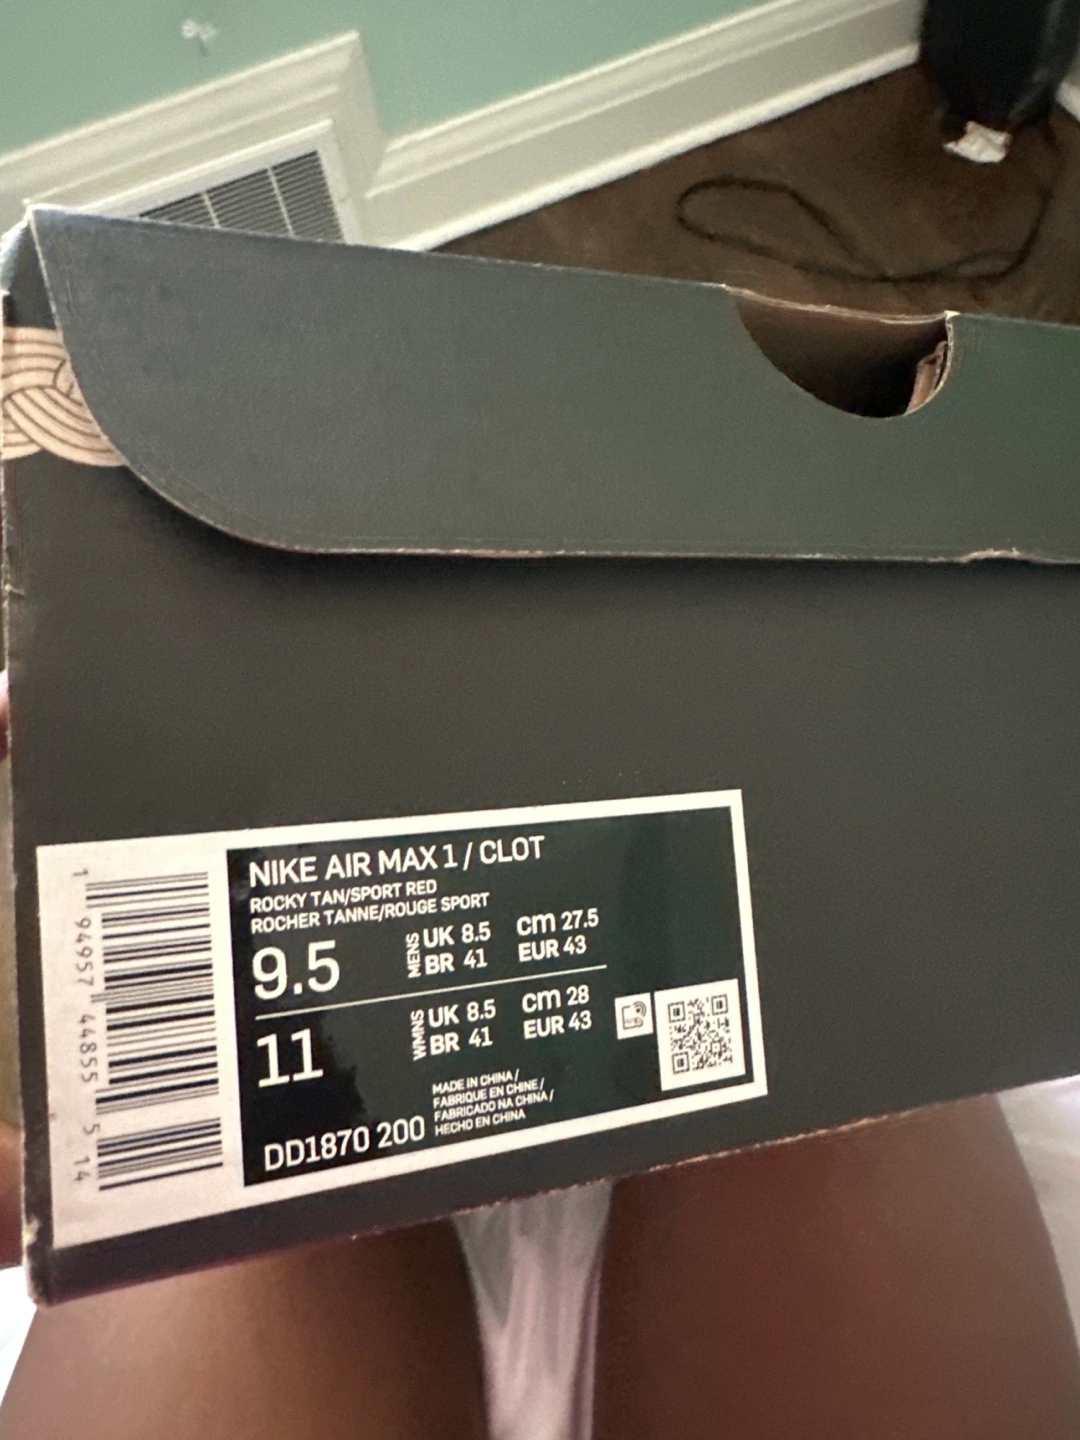 NIKE AIR MAX 1 / CLOT
ROCKY TAN/SPORT RED
ROCHER TANNE/ROUGE SPORT
9.5 MENS UK 8.5 cm 27.5
BR 41 EUR 43
11 WMNS UK 8.5 cm 28
BR 41 EUR 43
MADE IN CHINA /
FABRIQUE EN CHINE /
FABRICADO NA CHINA /
HECHO EN CHINA
DD1870 200
1 94957 44855 5 14